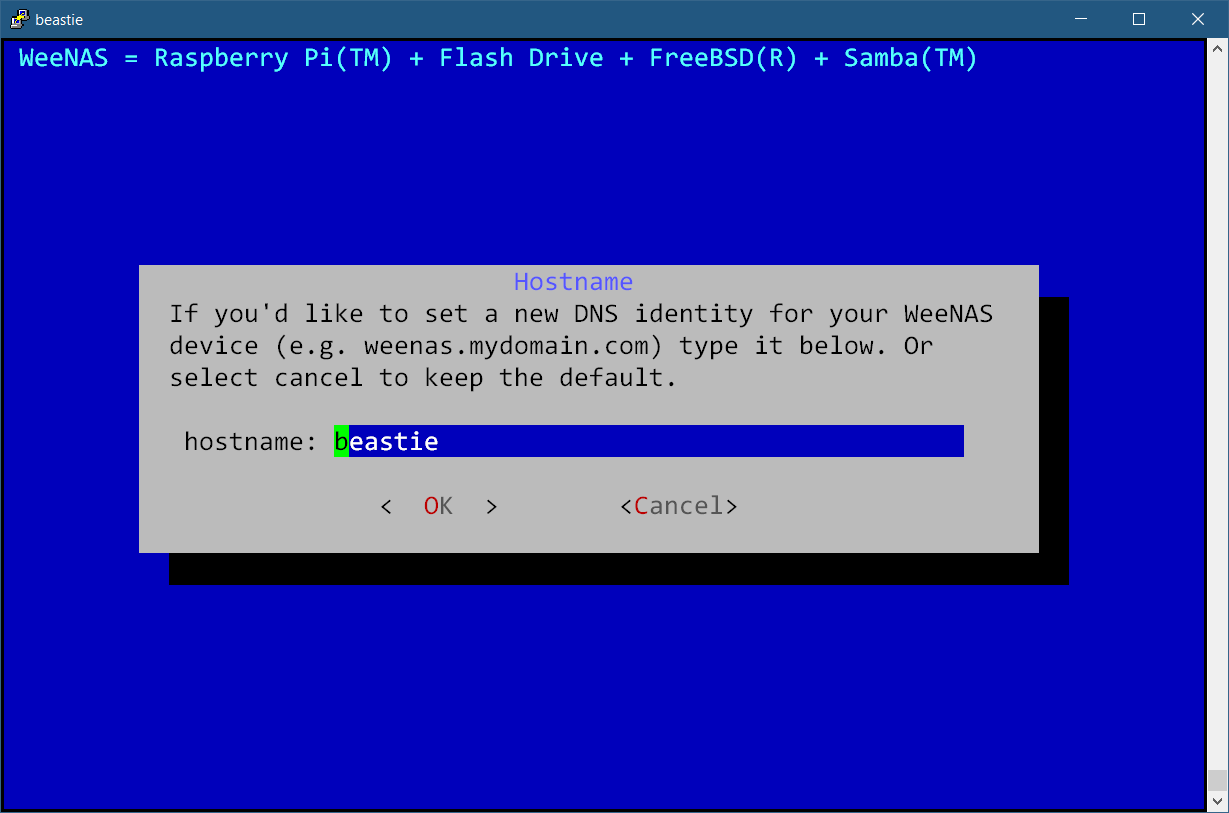 beastie
WeeNAS = Raspberry Pi(TM) + Flash Drive + FreeBSD(R) + Samba(TM)
Hostname
If you'd like to set a new DNS identity for your WeeNAS
device (e.g. weenas.mydomain.com) type it below. Or
select cancel to keep the default.
hostname: beastie
<  OK  > <Cancel>